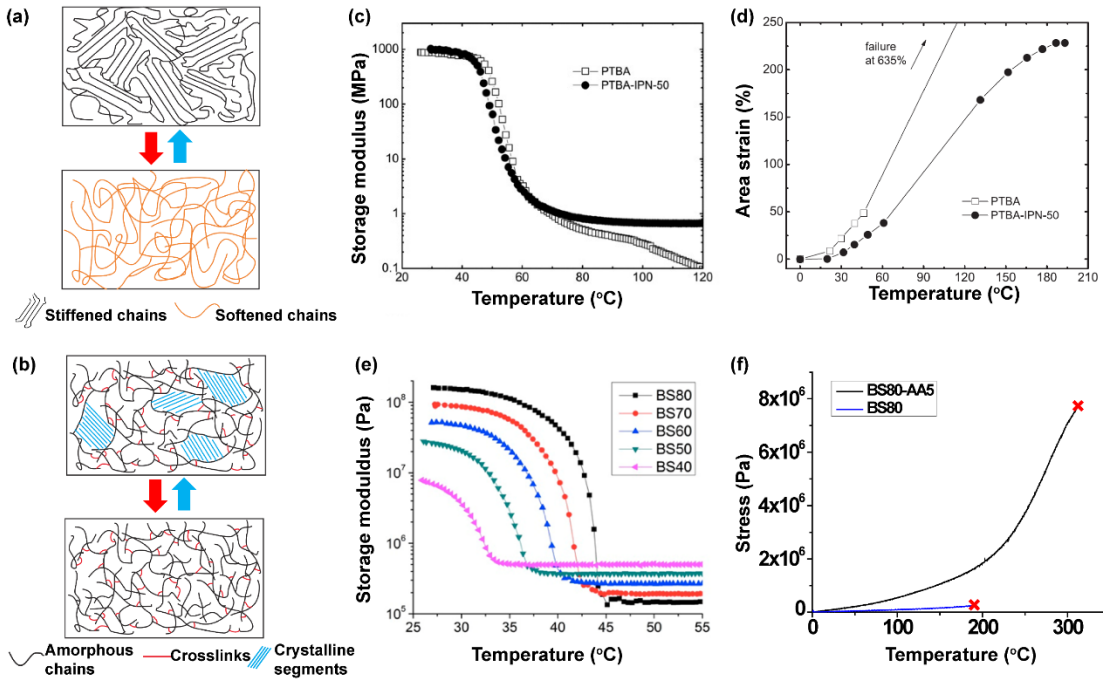 (a)
Stiffened chains
Softened chains
(b)
Amorphous
chains
Crosslinks
Crystalline
segments
(c)
Storage modulus (MPa)
1000
100
10
1
0.1
20
40
60
80
100
120
Temperature (°C)
PTBA
PTBA-IPN-50
(d)
Area strain (%)
250
225
200
150
100
50
0
0
30
60
90
120
150
180
210
Temperature (°C)
failure
at 635%
PTBA
PTBA-IPN-50
(e)
Storage modulus (Pa)
10⁸
10⁷
10⁶
10⁵
25
30
35
40
45
50
55
Temperature (°C)
BS80
BS70
BS60
BS50
BS40
(f)
Stress (Pa)
8x10⁶
6x10⁶
4x10⁶
2x10⁶
0
0
100
200
300
Temperature (°C)
BS80-AA5
BS80